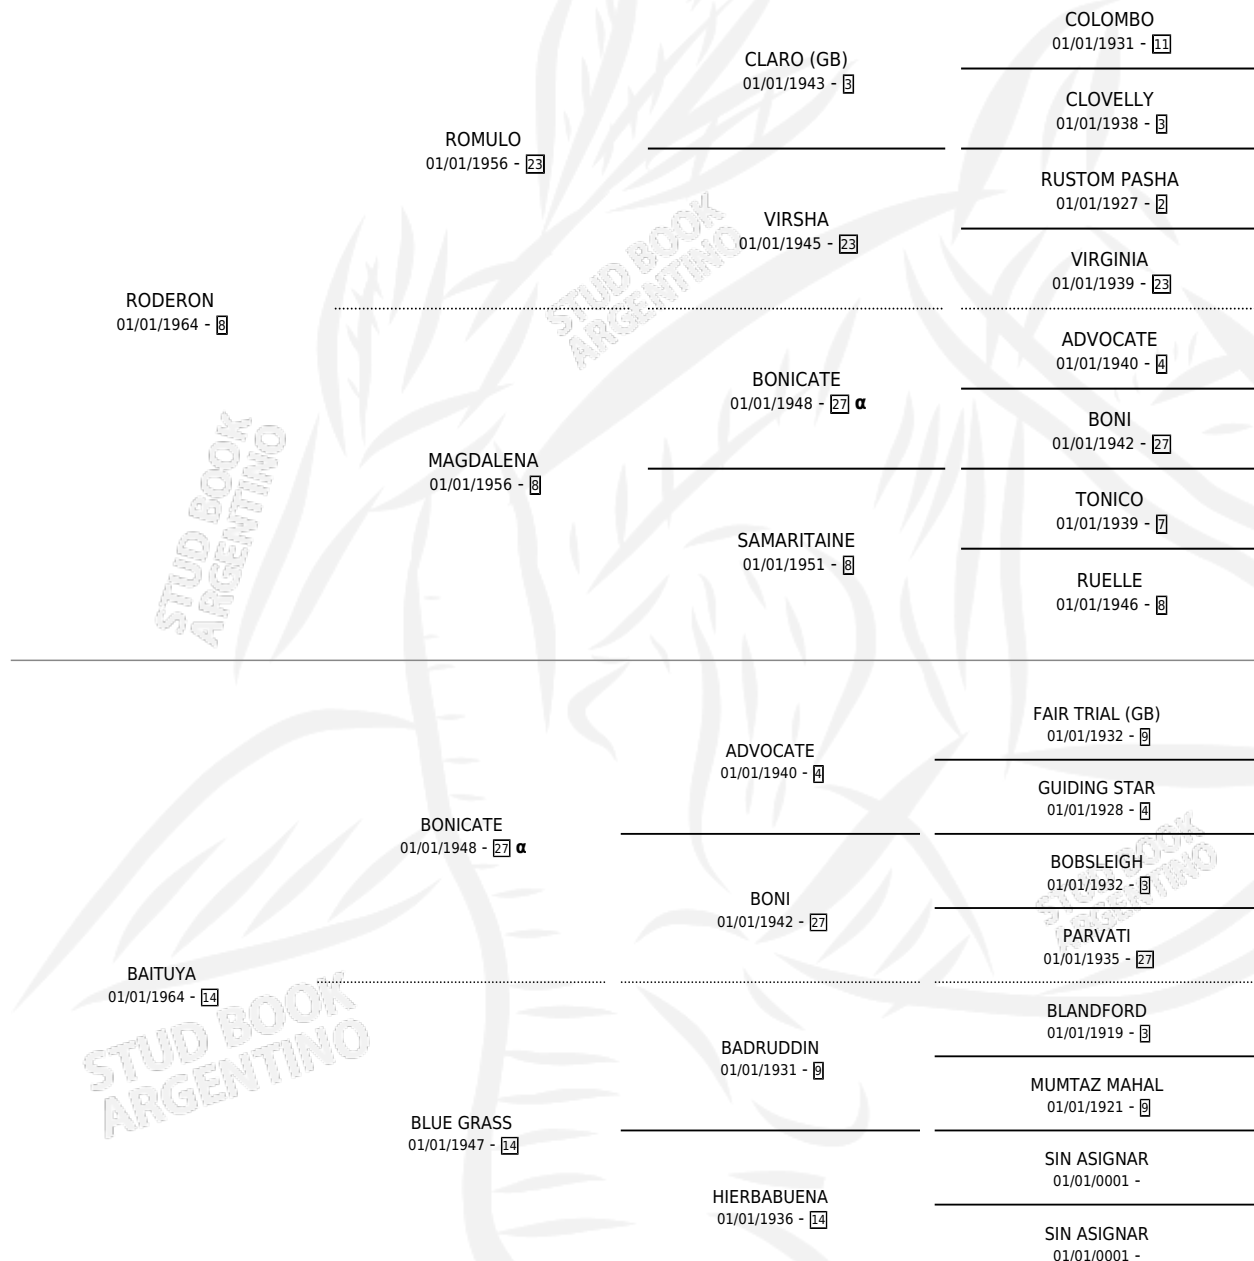 COLOMBO
01/01/1931 - 11
CLARO (GB)
01/01/1943 - 3
CLOVELLY
01/01/1938 - 3
ROMULO
01/01/1956 - 23
RUSTOM PASHA
01/01/1927 - 2
VIRSHA
01/01/1945 - 23
VIRGINIA
01/01/1939 - 23
STUD BOOK
ARGENTINO
RODERON
01/01/1964 - 8
ADVOCATE
01/01/1940 - 4
BONICATE
01/01/1948 - 27 α
BONI
01/01/1942 - 27
MAGDALENA
01/01/1956 - 8
TONICO
01/01/1939 - 7
SAMARITAINE
01/01/1951 - 8
RUELLE
01/01/1946 - 8
STUD BOOK
ARGENTINO
FAIR TRIAL (GB)
01/01/1932 - 9
ADVOCATE
01/01/1940 - 4
GUIDING STAR
01/01/1928 - 4
BONICATE
01/01/1948 - 27 α
BOBSLEIGH
01/01/1932 - 3
BONI
01/01/1942 - 27
PARVATI
01/01/1935 - 27
STUD BOOK
ARGENTINO
BAITUYA
01/01/1964 - 14
BLANDFORD
01/01/1919 - 3
BADRUDDIN
01/01/1931 - 9
MUMTAZ MAHAL
01/01/1921 - 9
STUD BOOK
ARGENTINO
BLUE GRASS
01/01/1947 - 14
SIN ASIGNAR
01/01/0001 -
HIERBABUENA
01/01/1936 - 14
SIN ASIGNAR
01/01/0001 -